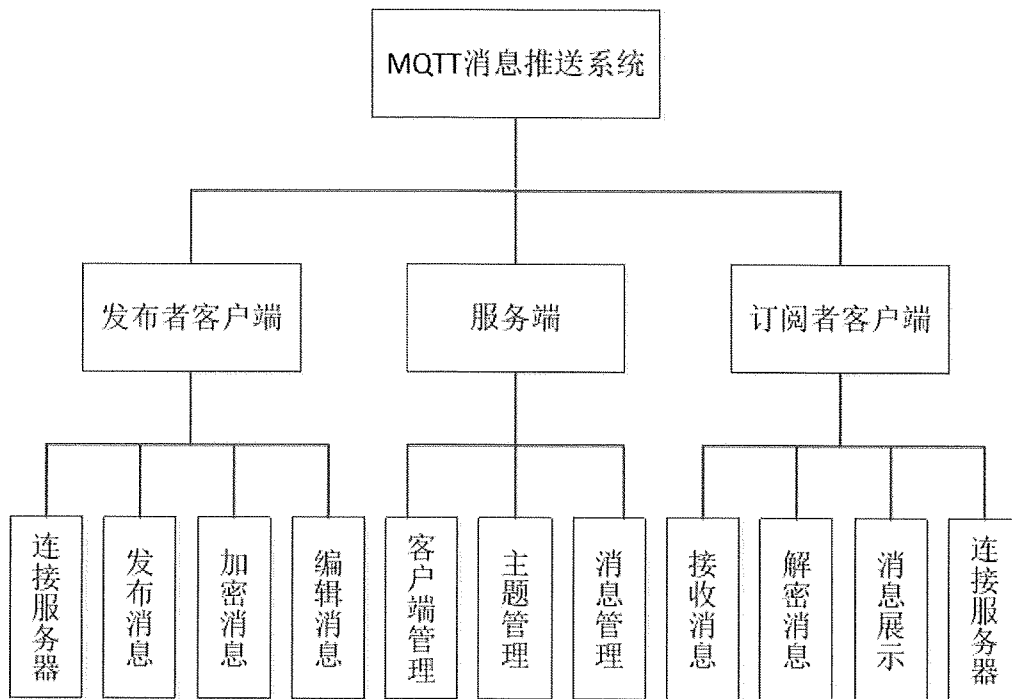 MQTT消息推送系统
发布者客户端
服务端
订阅者客户端
连接服务器
发布消息
加密消息
编辑消息
客户端管理
主题管理
消息管理
接收消息
解密消息
消息展示
连接服务器